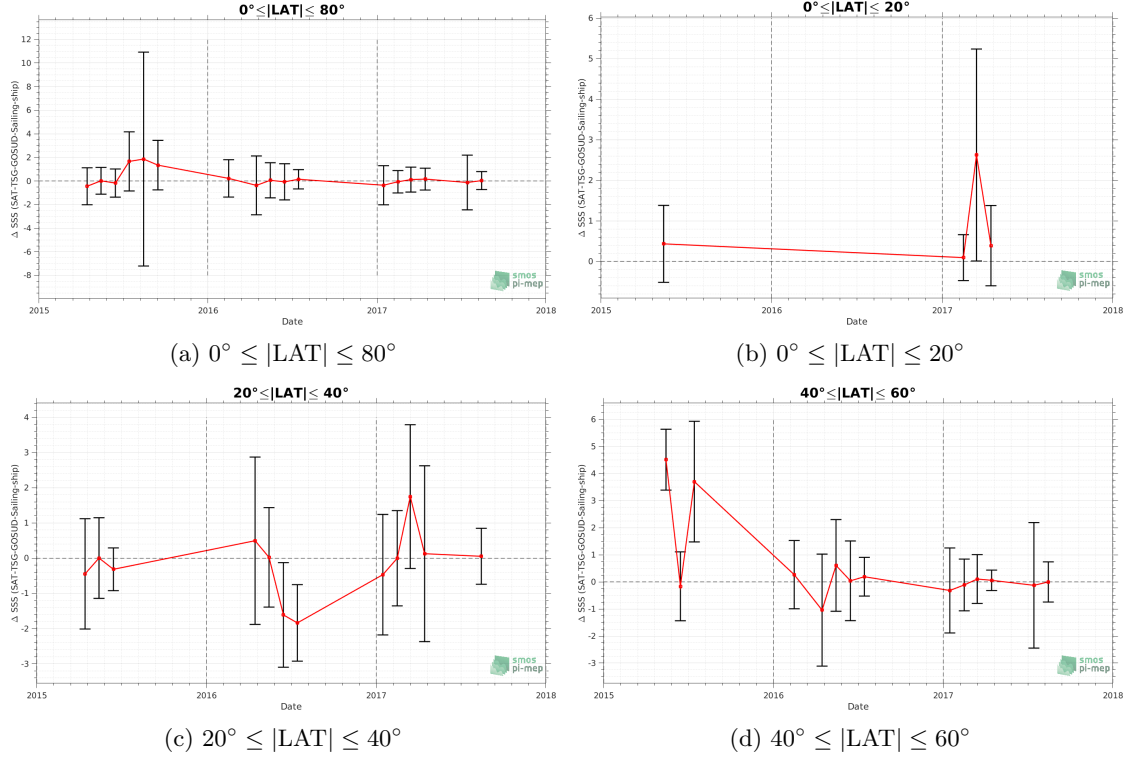 0°≤|LAT|≤ 80°
Δ SSS (SAT-TSG-GOSUD-Sailing-ship)
12
10
8
6
4
2
0
-2
-4
-6
-8
2015
2016
2017
2018
Date
smos
pi-mep
(a) 0° ≤ |LAT| ≤ 80°
0°≤|LAT|≤ 20°
Δ SSS (SAT-TSG-GOSUD-Sailing-ship)
6
5
4
3
2
1
0
2015
2016
2017
2018
Date
smos
pi-mep
(b) 0° ≤ |LAT| ≤ 20°
20°≤|LAT|≤ 40°
Δ SSS (SAT-TSG-GOSUD-Sailing-ship)
4
3
2
1
0
-1
-2
-3
2015
2016
2017
2018
Date
smos
pi-mep
(c) 20° ≤ |LAT| ≤ 40°
40°≤|LAT|≤ 60°
Δ SSS (SAT-TSG-GOSUD-Sailing-ship)
6
5
4
3
2
1
0
-1
-2
-3
2015
2016
2017
2018
Date
smos
pi-mep
(d) 40° ≤ |LAT| ≤ 60°